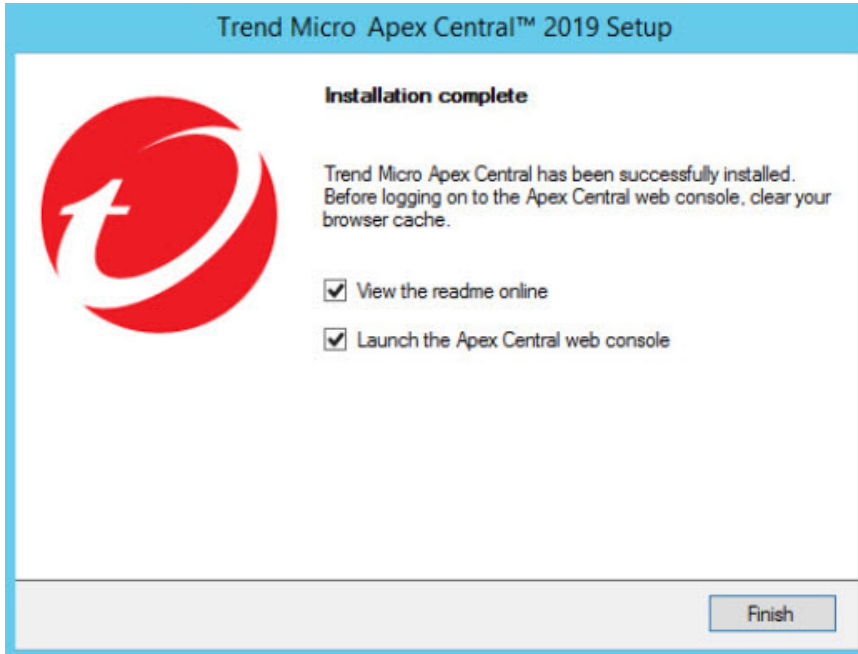 Trend Micro Apex Central™ 2019 Setup
Installation complete
Trend Micro Apex Central has been successfully installed.
Before logging on to the Apex Central web console, clear your
browser cache.
View the readme online
Launch the Apex Central web console
Finish